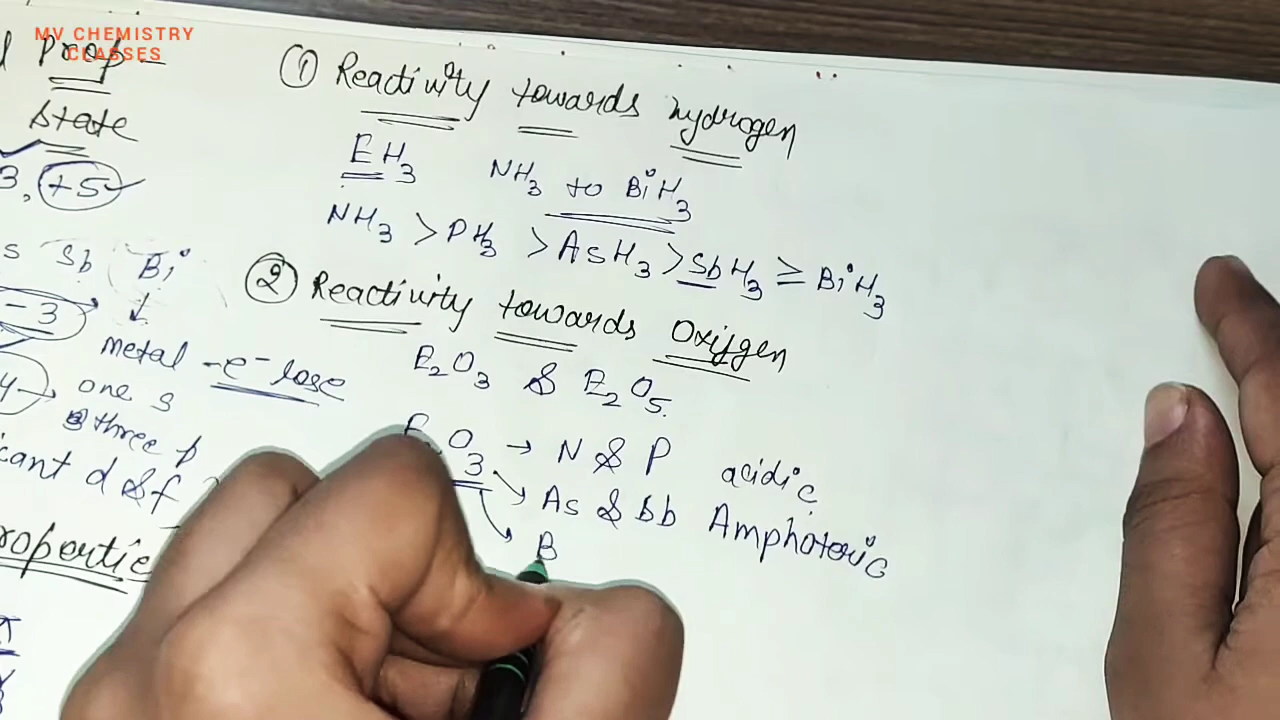 MV CHEMISTRY
CLASSES
Prop-
State
3, +5
s Sb Bi
-3
metal -e⁻ lose
one s
three p
cant d & f
ropertie
① Reactivity towards hydrogen
EH₃ NH₃ to BiH₃
NH₃ > PH₃ > AsH₃ > SbH₃ ≥ BiH₃
② Reactivity towards Oxijgen
E₂O₃ & E₂O₅.
O₃ → N & P acidic
→ As & Sb Amphoteric
→ B